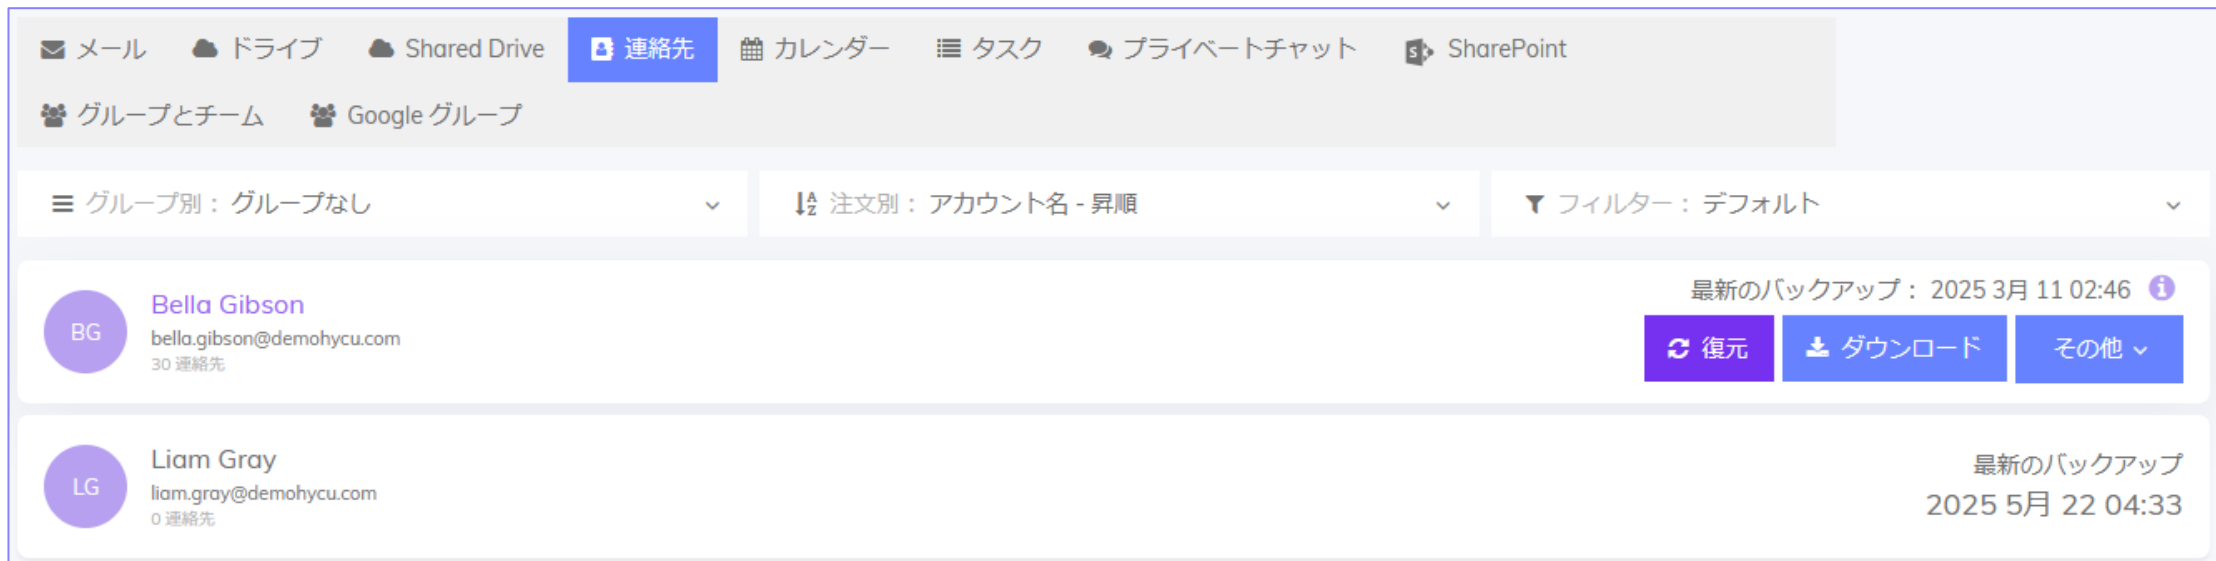 メール ドライブ Shared Drive 連絡先 カレンダー タスク プライベートチャット SharePoint
グループとチーム Google グループ
グループ別： グループなし 注文別： アカウント名 - 昇順 フィルター： デフォルト
最新のバックアップ： 2025 3月 11 02:46
BG
Bella Gibson
bella.gibson@demohycu.com
30 連絡先
復元 ダウンロード その他
LG
Liam Gray
liam.gray@demohycu.com
0 連絡先
最新のバックアップ
2025 5月 22 04:33